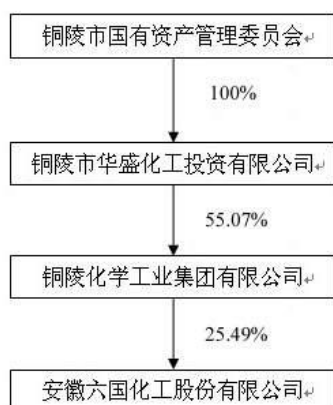 铜陵市国有资产管理委员会
100%
铜陵市华盛化工投资有限公司
55.07%
铜陵化学工业集团有限公司
25.49%
安徽六国化工股份有限公司